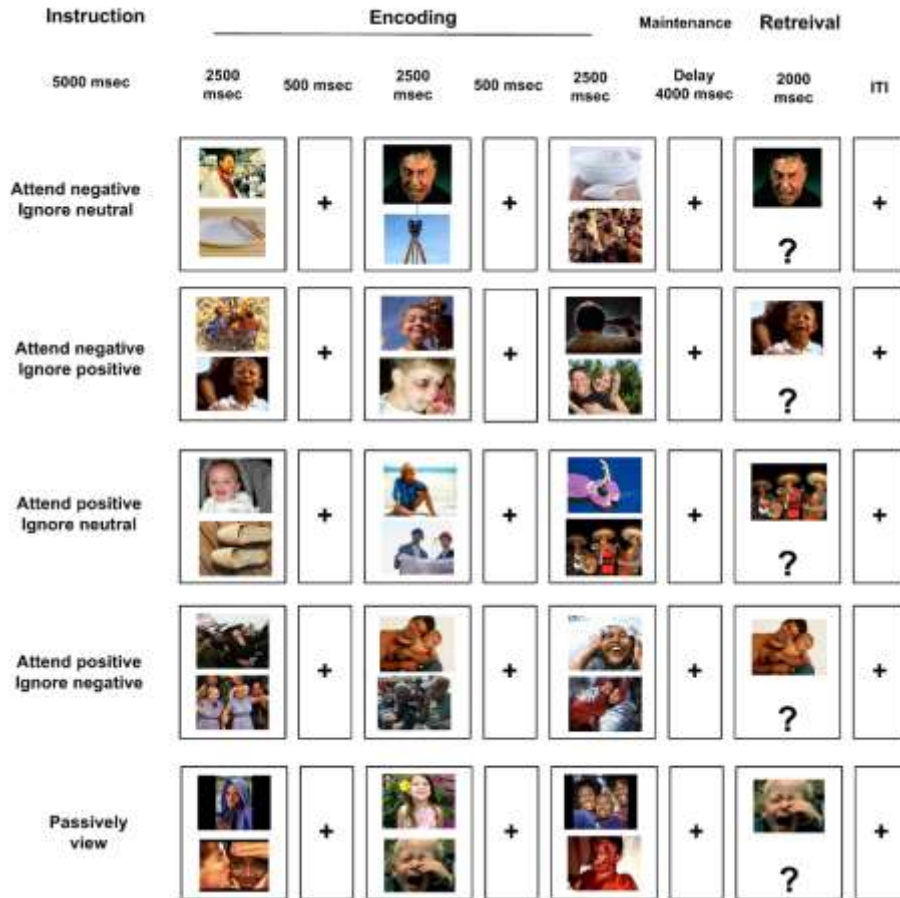 Instruction Encoding Maintenance Retreival
5000 msec 2500 msec 500 msec 2500 msec 500 msec 2500 msec Delay 4000 msec 2000 msec ITI
Attend negative
Ignore neutral
+ + + ? +
Attend negative
Ignore positive
+ + + ? +
Attend positive
Ignore neutral
+ + + ? +
Attend positive
Ignore negative
+ + + ? +
Passively
view
+ + + ? +